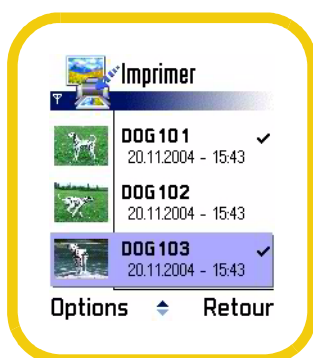 Imprimer
DOG101
20.11.2004 - 15:43
DOG102
20.11.2004 - 15:43
DOG103
20.11.2004 - 15:43
Options Retour